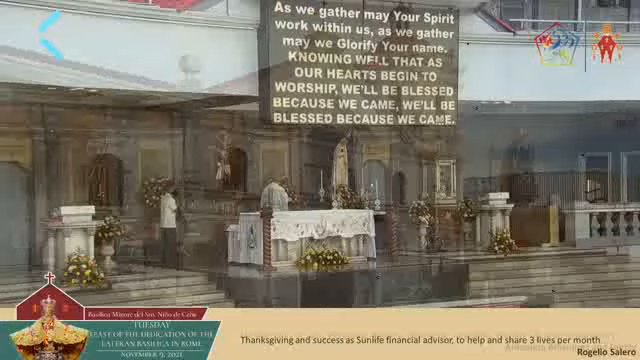 As we gather may Your Spirit
work within us, as we gather
may we Glorify Your name.
KNOWING WELL THAT AS
OUR HEARTS BEGIN TO
WORSHIP, WE'LL BE BLESSED
BECAUSE WE CAME, WE'LL BE
BLESSED BECAUSE WE CAME.
Basilica Minore del Sto. Niño de Cebu
TUESDAY
FEAST OF THE DEDICATION OF THE
LATERAN BASILICA IN ROME
NOVEMBER 9, 2021
Thanksgiving and success as Sunlife financial advisor, to help and share 3 lives per month
Rogelio Salero